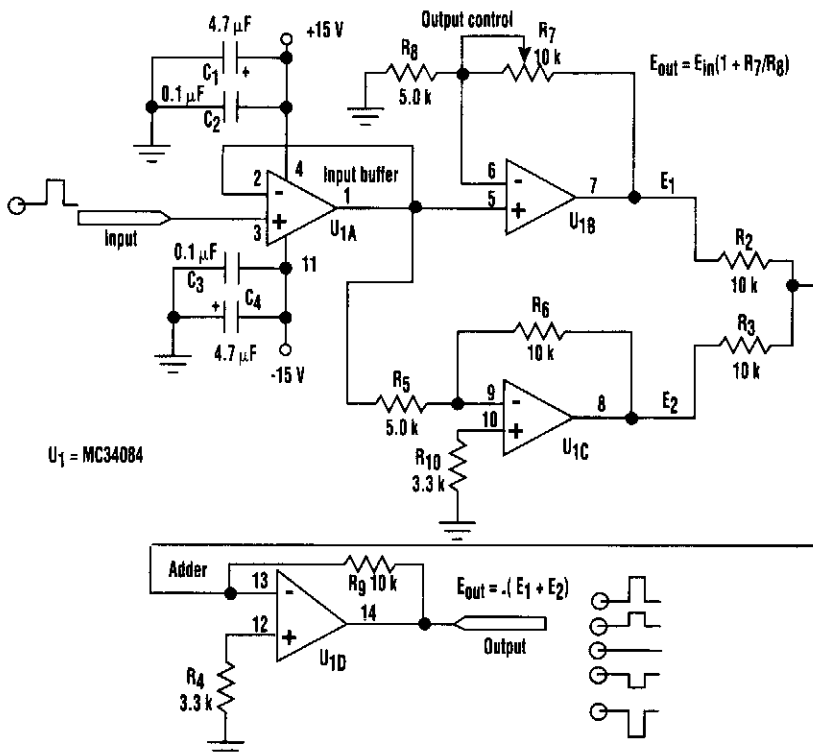 4.7 µF
+15 V
C1
+
0.1 µF
C2
Output control
R8
5.0 k
R7
10 k
Eout = Ein(1 + R7/R8)
2
-
4
Input buffer
1
3
+
U1A
Input
6
-
5
+
7
U1B
E1
0.1 µF
C3
11
+
C4
4.7 µF
-15 V
R2
10 k
R3
10 k
R6
10 k
R5
5.0 k
9
-
10
+
8
U1C
E2
R10
3.3 k
U1 = MC34084
Adder
13
-
R9 10 k
12
+
14
U1D
Eout = -( E1 + E2)
Output
R4
3.3 k